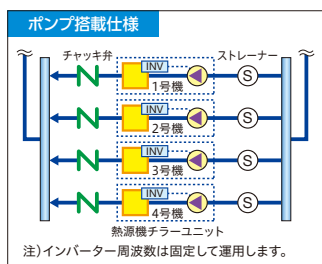 ポンプ搭載仕様
チャッキ弁
ストレーナー
INV
1号機
S
INV
2号機
S
INV
3号機
S
INV
4号機
S
熱源機チラーユニット
注)インバーター周波数は固定して運用します。